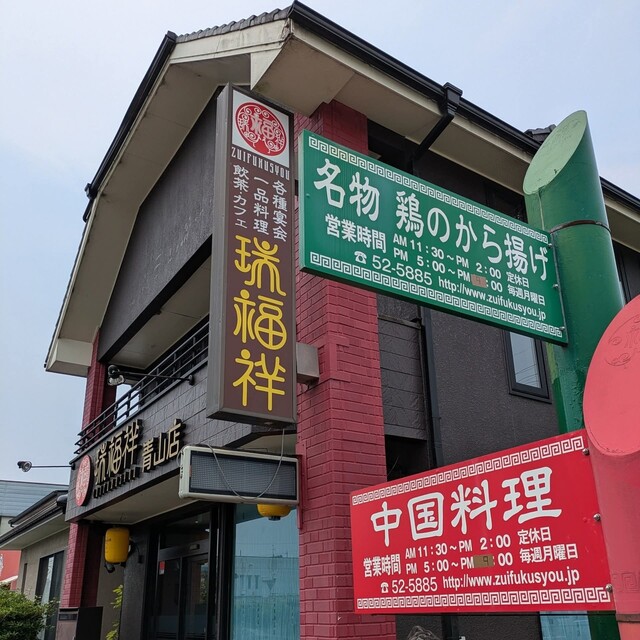 福
ZUIFUKUSYOU
各種宴会
一品料理
飲茶・カフェ
瑞福祥
名物 鶏のから揚げ
営業時間 AM 11:30~PM 2:00 定休日
PM 5:00~PM :00 毎週月曜日
☎ 52-5885 http://www.zuifukusyou.jp
瑞福祥 青山店
中国料理
営業時間 AM 11:30~PM 2:00 定休日
PM 5:00~PM 9:00 毎週月曜日
☎ 52-5885 http://www.zuifukusyou.jp